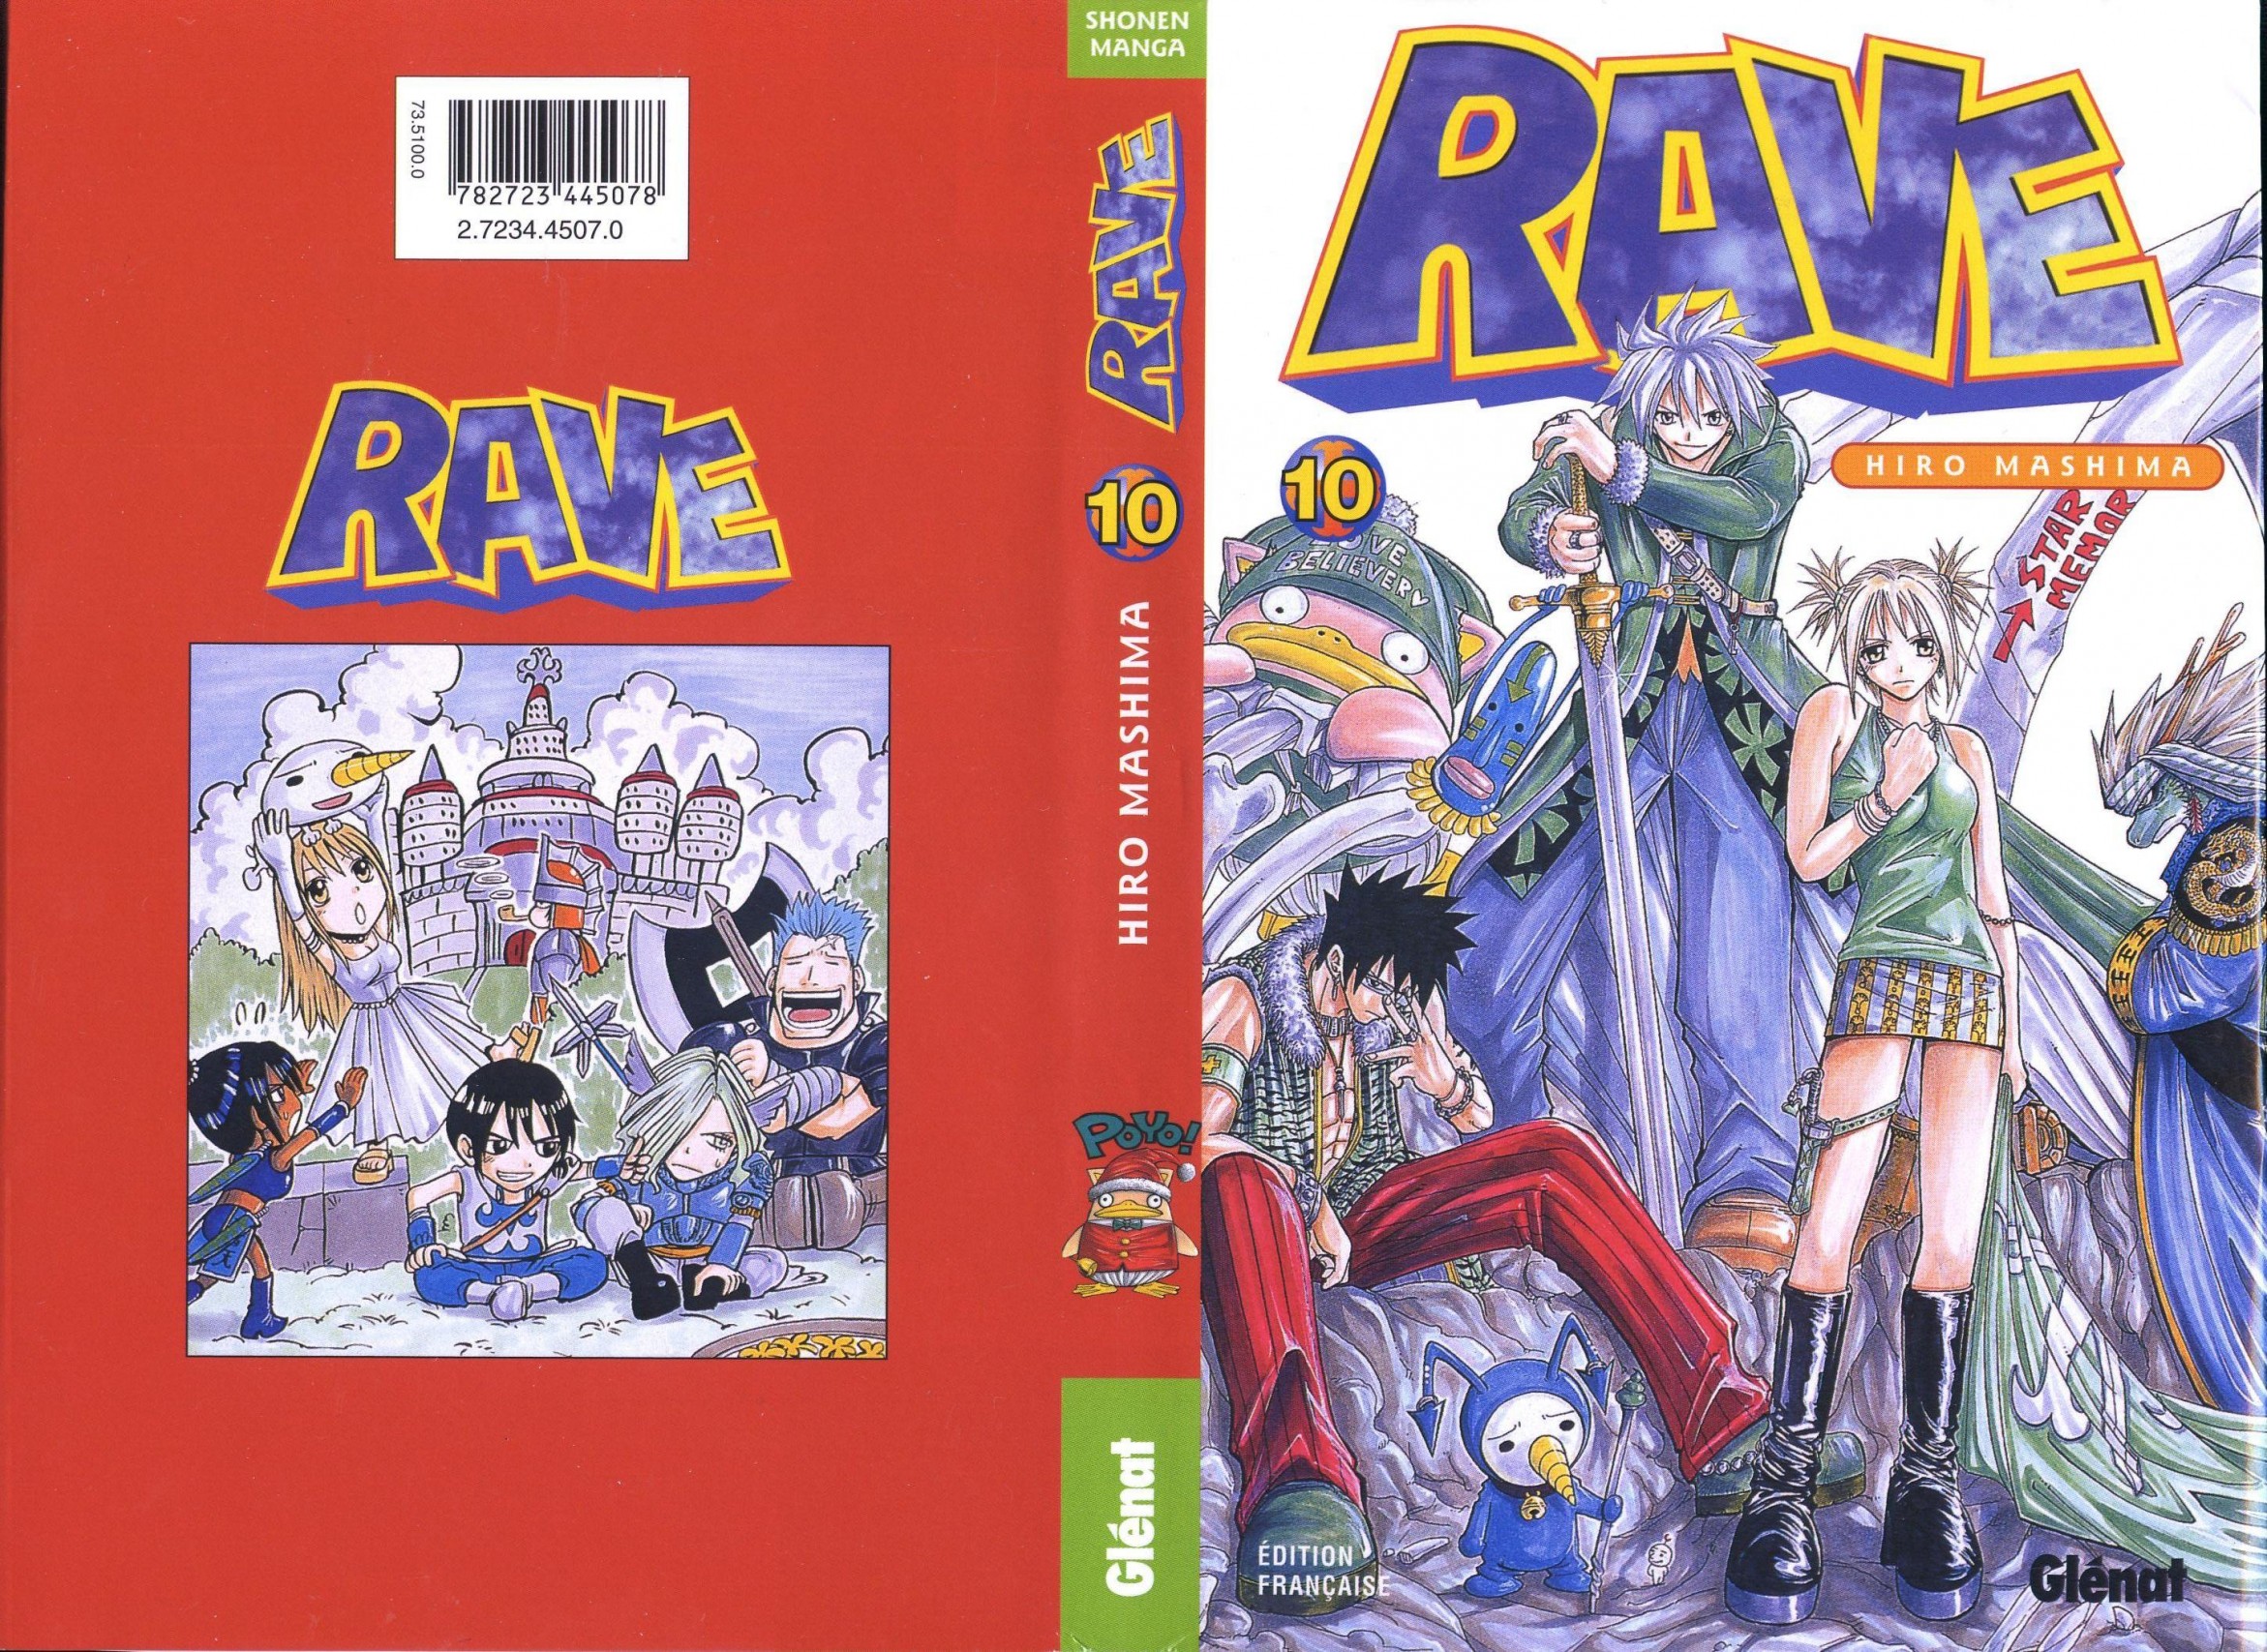 73.5100.0
782723 445078
2.7234.4507.0
RAVE
SHONEN
MANGA
RAVE
10
HIRO MASHIMA
POYO!
Glénat
RAVE
10
HIRO MASHIMA
LOVE
BELIEVER♥
STAR
MEMOR
ÉDITION
FRANÇAISE
Glénat